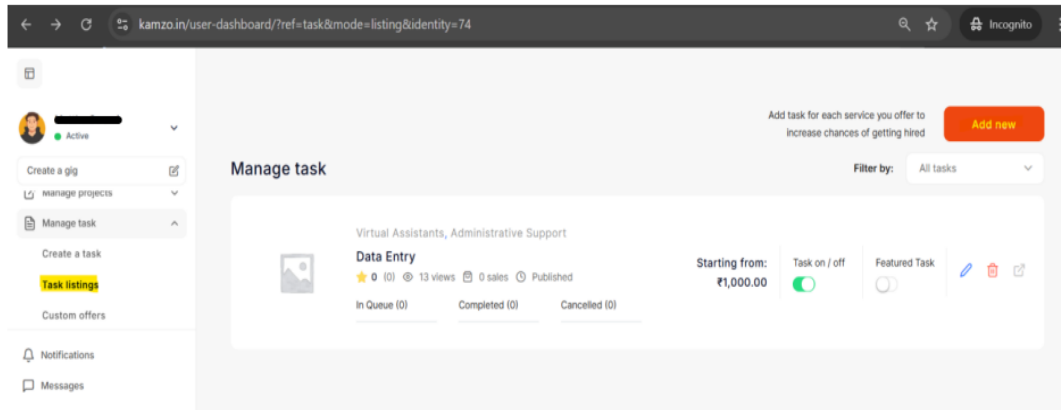 kamzo.in/user-dashboard/?ref=task&mode=listing&identity=74
Incognito
Active
Create a gig
Manage projects
Manage task
Create a task
Task listings
Custom offers
Notifications
Messages
Add task for each service you offer to
increase chances of getting hired
Add new
Manage task
Filter by: All tasks
Virtual Assistants, Administrative Support
Data Entry
0 (0) 13 views 0 sales Published
In Queue (0) Completed (0) Cancelled (0)
Starting from:
₹1,000.00
Task on / off
Featured Task